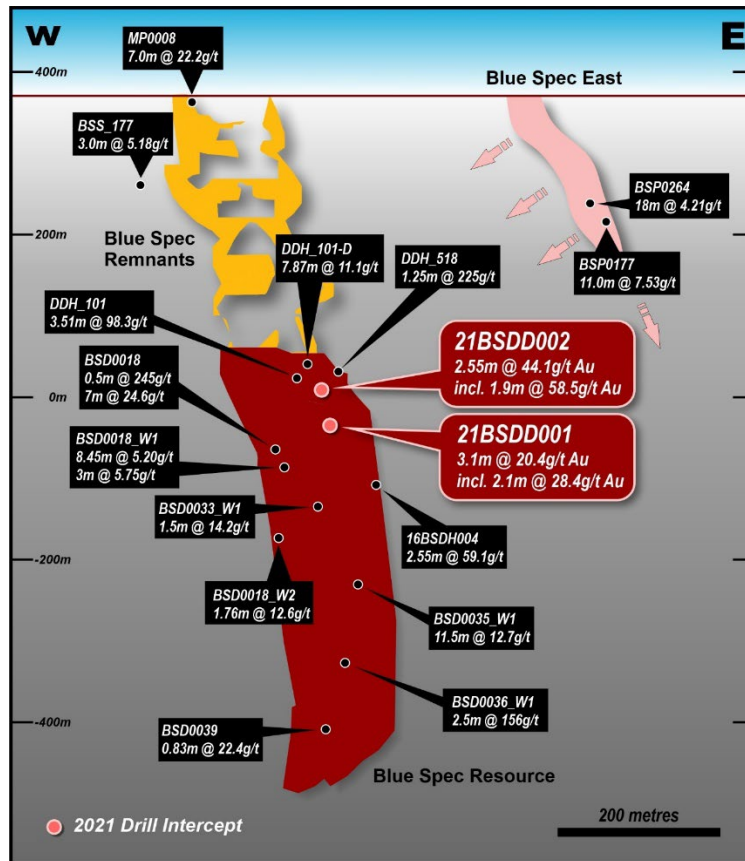 W
E
MP0008
7.0m @ 22.2g/t
400m
Blue Spec East
BSS_177
3.0m @ 5.18g/t
BSP0264
18m @ 4.21g/t
200m
Blue Spec
Remnants
DDH_101-D
7.87m @ 11.1g/t
DDH_518
1.25m @ 225g/t
BSP0177
11.0m @ 7.53g/t
DDH_101
3.51m @ 98.3g/t
21BSDD002
2.55m @ 44.1g/t Au
incl. 1.9m @ 58.5g/t Au
BSD0018
0.5m @ 245g/t
7m @ 24.6g/t
0m
21BSDD001
3.1m @ 20.4g/t Au
incl. 2.1m @ 28.4g/t Au
BSD0018_W1
8.45m @ 5.20g/t
3m @ 5.75g/t
BSD0033_W1
1.5m @ 14.2g/t
16BSDH004
2.55m @ 59.1g/t
-200m
BSD0018_W2
1.76m @ 12.6g/t
BSD0035_W1
11.5m @ 12.7g/t
BSD0036_W1
2.5m @ 156g/t
-400m
BSD0039
0.83m @ 22.4g/t
Blue Spec Resource
2021 Drill Intercept
200 metres